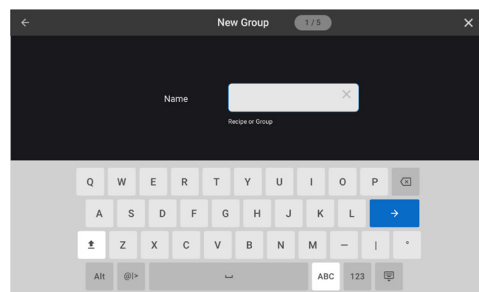 New Group 1 / 5
Name
Recipe or Group
Q W E R T Y U I O P
A S D F G H J K L
Z X C V B N M – | "
Alt @|> ABC 123